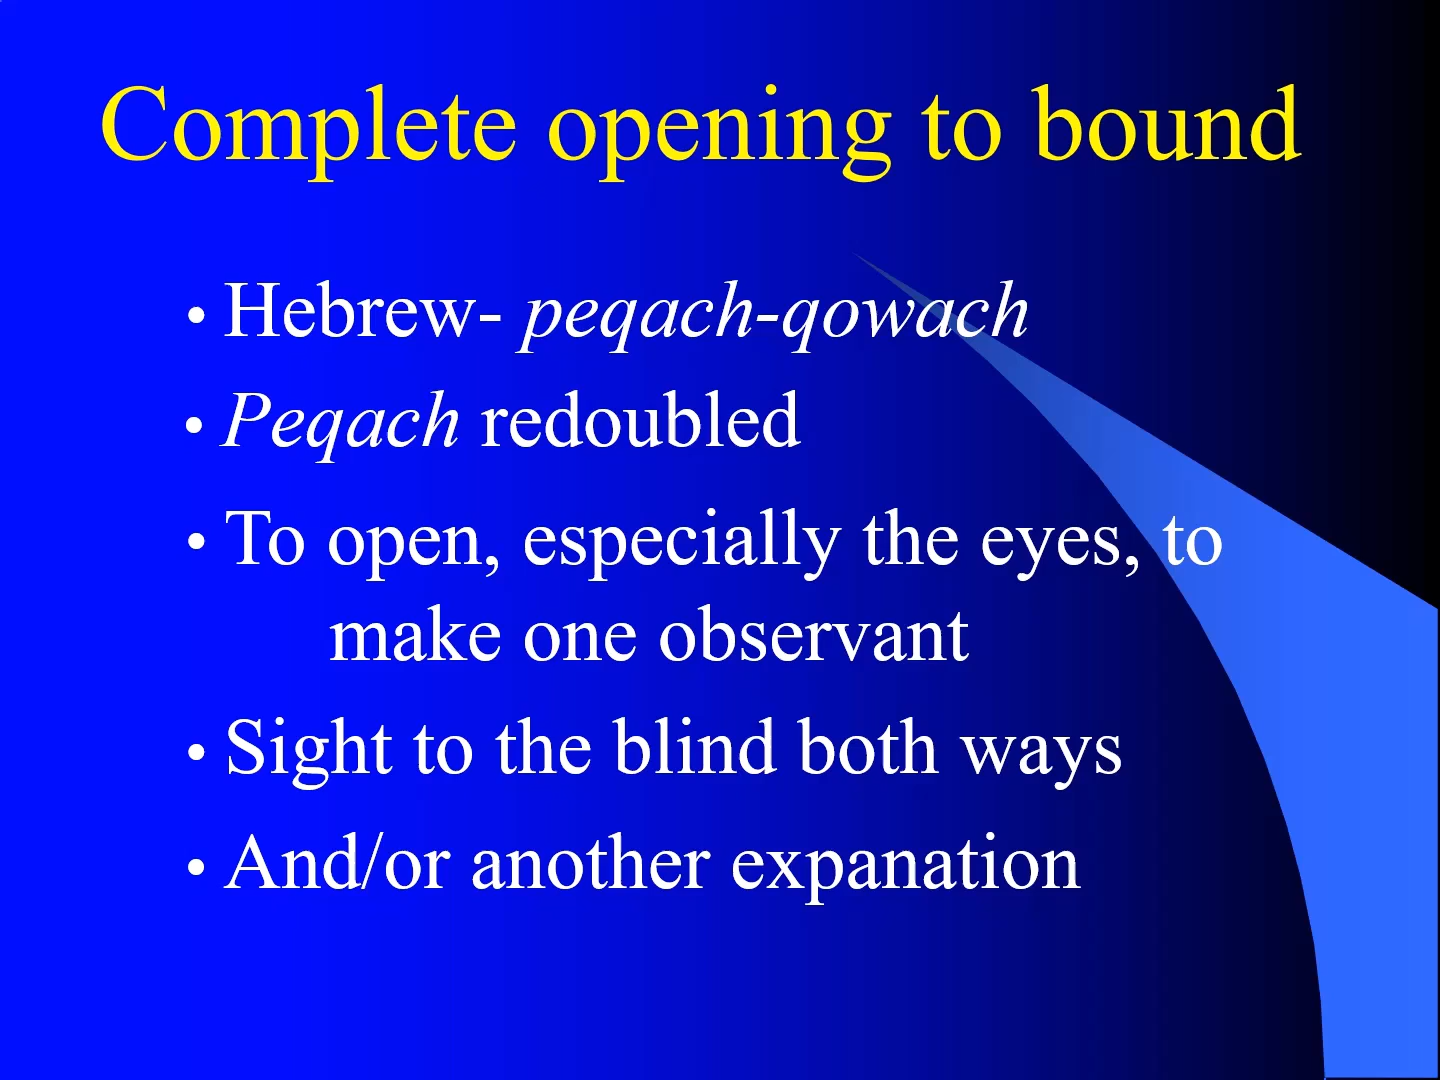 Complete opening to bound
• Hebrew- peqach-qowach
• Peqach redoubled
• To open, especially the eyes, to
make one observant
• Sight to the blind both ways
• And/or another expanation